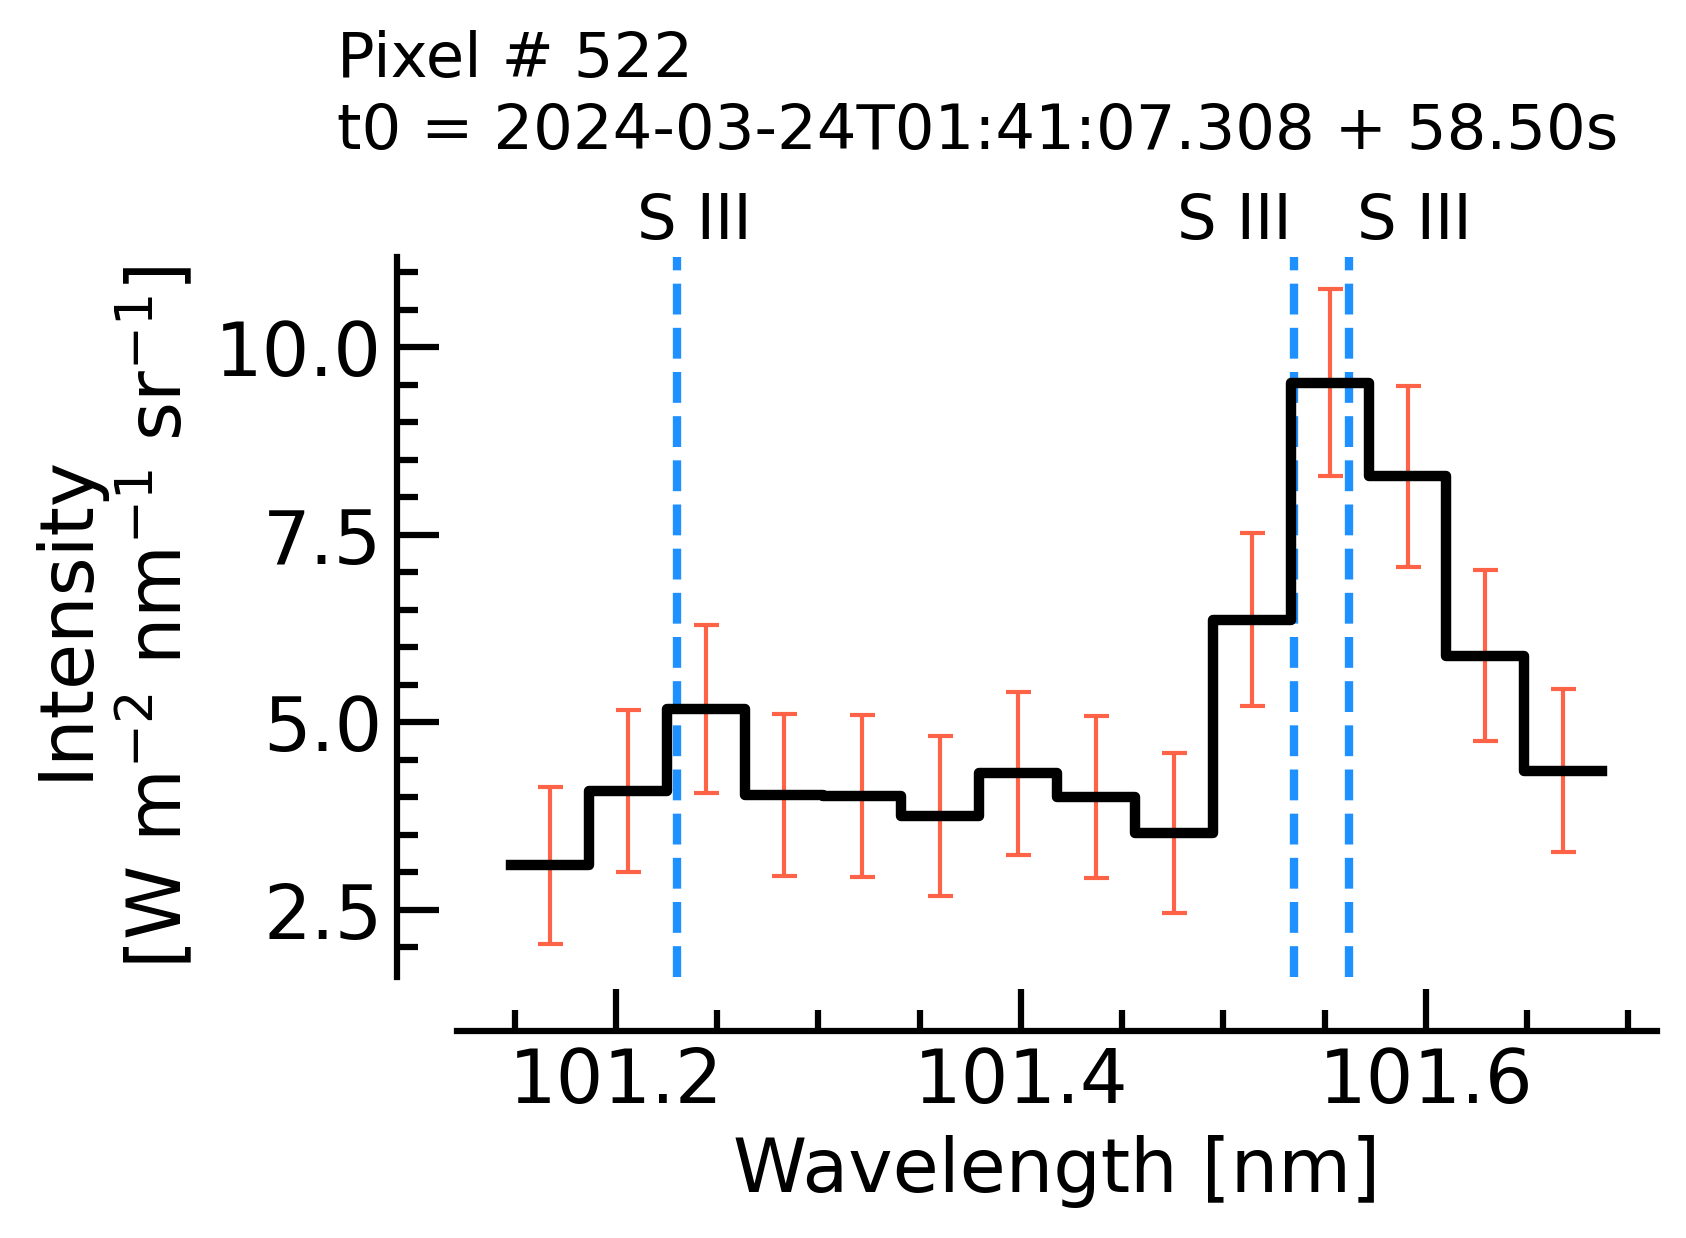 Pixel # 522
t0 = 2024-03-24T01:41:07.308 + 58.50s
S III S III S III
Intensity
[W m⁻² nm⁻¹ sr⁻¹]
10.0
7.5
5.0
2.5
101.2 101.4 101.6
Wavelength [nm]